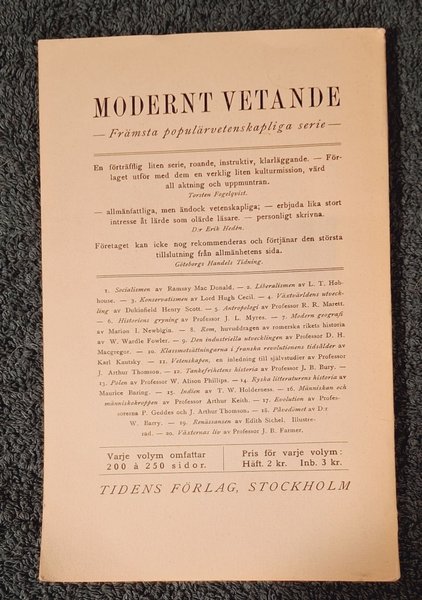 MODERNT VETANDE
— Främsta populärvetenskapliga serie —
En förträfflig liten serie, roande, instruktiv, klarläggande. — För-
laget utför med dem en verklig liten kulturmission, värd
all aktning och uppmuntran.
Torsten Fogelqvist.
— allmänfattliga, men ändock vetenskapliga; — erbjuda lika stort
intresse åt lärde som olärde läsare. — personligt skrivna.
D:r Erik Hedén.
Företaget kan icke nog rekommenderas och förtjänar den största
tillslutning från allmänhetens sida.
Göteborgs Handels Tidning.
1. Socialismen av Ramsay Mac Donald. — 2. Liberalismen av L. T. Hob-
house. — 3. Konservatismen av Lord Hugh Cecil. — 4. Växtvärldens utveck-
ling av Dukinfield Henry Scott. — 5. Antropologi av Professor R. R. Marett.
— 6. Historiens gryning av Professor J. L. Myres. — 7. Modern geografi
av Marion I. Newbigin. — 8. Rom, huvuddragen av romerska rikets historia
av W. Warde Fowler. — 9. Den industriella utvecklingen av Professor D. H.
Macgregor. — 10. Klassmotsättningarna i franska revolutionens tidsålder av
Karl Kautsky. — 11. Vetenskapen, en inledning till självstudier av Professor
J. Arthur Thomson. — 12. Tankefrihetens historia av Professor J. B. Bury. —
13. Polen av Professor W. Alison Phillips. — 14. Ryska litteraturens historia av
Maurice Baring. — 15. Indien av T. W. Holderness. — 16. Människan och
människokroppen av Professor Arthur Keith. — 17. Evolution av Profes-
sorerna P. Geddes och J. Arthur Thomson. — 18. Påvedömet av D:r
W. Barry. — 19. Renässansen av Edith Sichel. Illustre-
rad. — 20. Växternas liv av Professor J. B. Farmer.
Varje volym omfattar
200 à 250 sidor.
Pris för varje volym:
Häft. 2 kr. Inb. 3 kr.
TIDENS FÖRLAG, STOCKHOLM